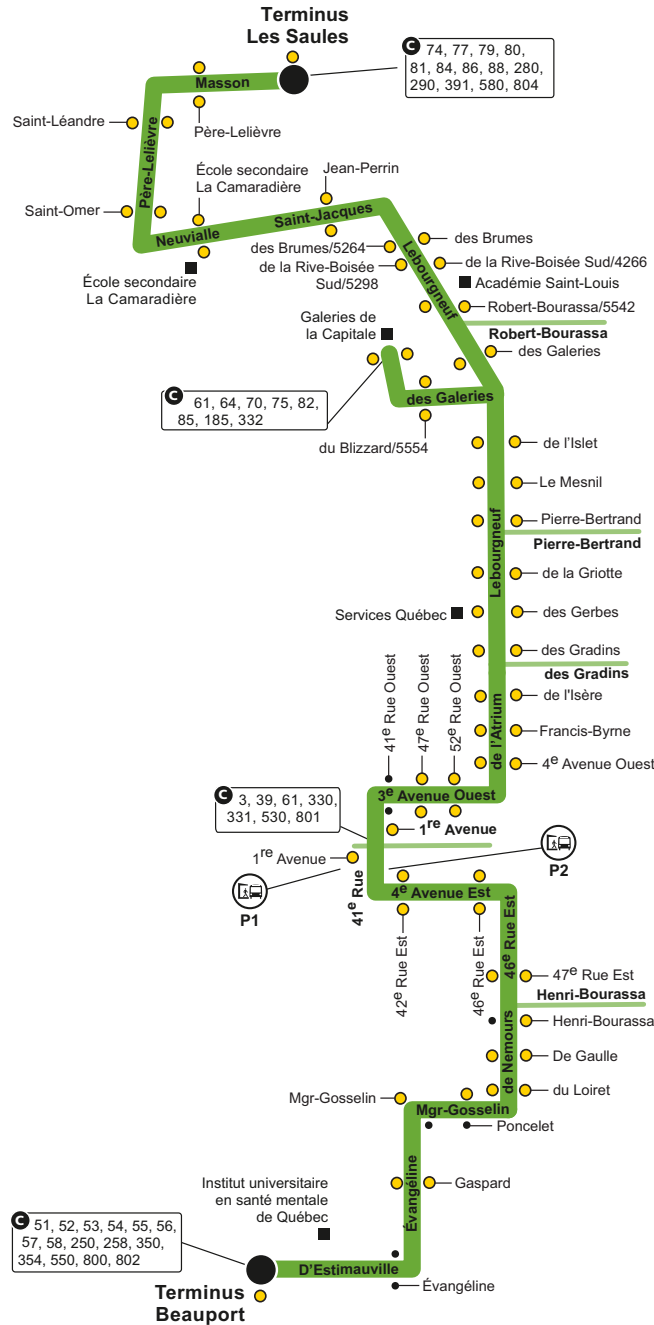 Terminus
Les Saules
C 74, 77, 79, 80,
81, 84, 86, 88, 280,
290, 391, 580, 804
Masson
Père-Lelièvre
Saint-Léandre
Père-Lelièvre
Saint-Omer
École secondaire
La Camaradière
Jean-Perrin
Saint-Jacques
Neuvialle
École secondaire
La Camaradière
des Brumes/5264
de la Rive-Boisée
Sud/5298
Lebourgneuf
des Brumes
de la Rive-Boisée Sud/4266
Académie Saint-Louis
Robert-Bourassa/5542
Robert-Bourassa
des Galeries
Galeries de
la Capitale
C 61, 64, 70, 75, 82,
85, 185, 332
des Galeries
du Blizzard/5554
de l'Islet
Le Mesnil
Pierre-Bertrand
Pierre-Bertrand
Lebourgneuf
de la Griotte
Services Québec
des Gerbes
des Gradins
des Gradins
de l'Isère
de l'Atrium
Francis-Byrne
4e Avenue Ouest
41e Rue Ouest
47e Rue Ouest
52e Rue Ouest
3e Avenue Ouest
C 3, 39, 61, 330,
331, 530, 801
1re Avenue
1re Avenue
P1
P2
41e Rue
4e Avenue Est
42e Rue Est
46e Rue Est
46e Rue Est
47e Rue Est
Henri-Bourassa
Henri-Bourassa
de Nemours
De Gaulle
du Loiret
Mgr-Gosselin
Mgr-Gosselin
Poncelet
Évangéline
Gaspard
Institut universitaire
en santé mentale
de Québec
C 51, 52, 53, 54, 55, 56,
57, 58, 250, 258, 350,
354, 550, 800, 802
D'Estimauville
Évangéline
Terminus
Beauport